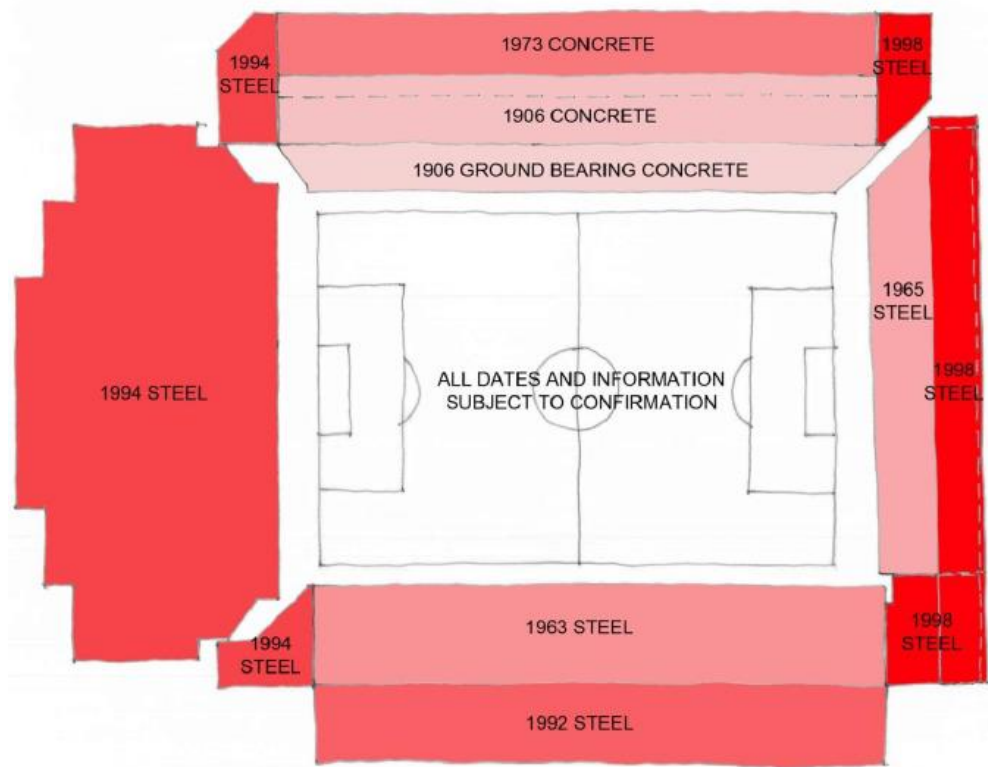 1973 CONCRETE
1994
STEEL
1998
STEEL
1906 CONCRETE
1906 GROUND BEARING CONCRETE
1965
STEEL
1994 STEEL
ALL DATES AND INFORMATION
SUBJECT TO CONFIRMATION
1998
STEEL
1963 STEEL
1994
STEEL
1998
STEEL
1992 STEEL